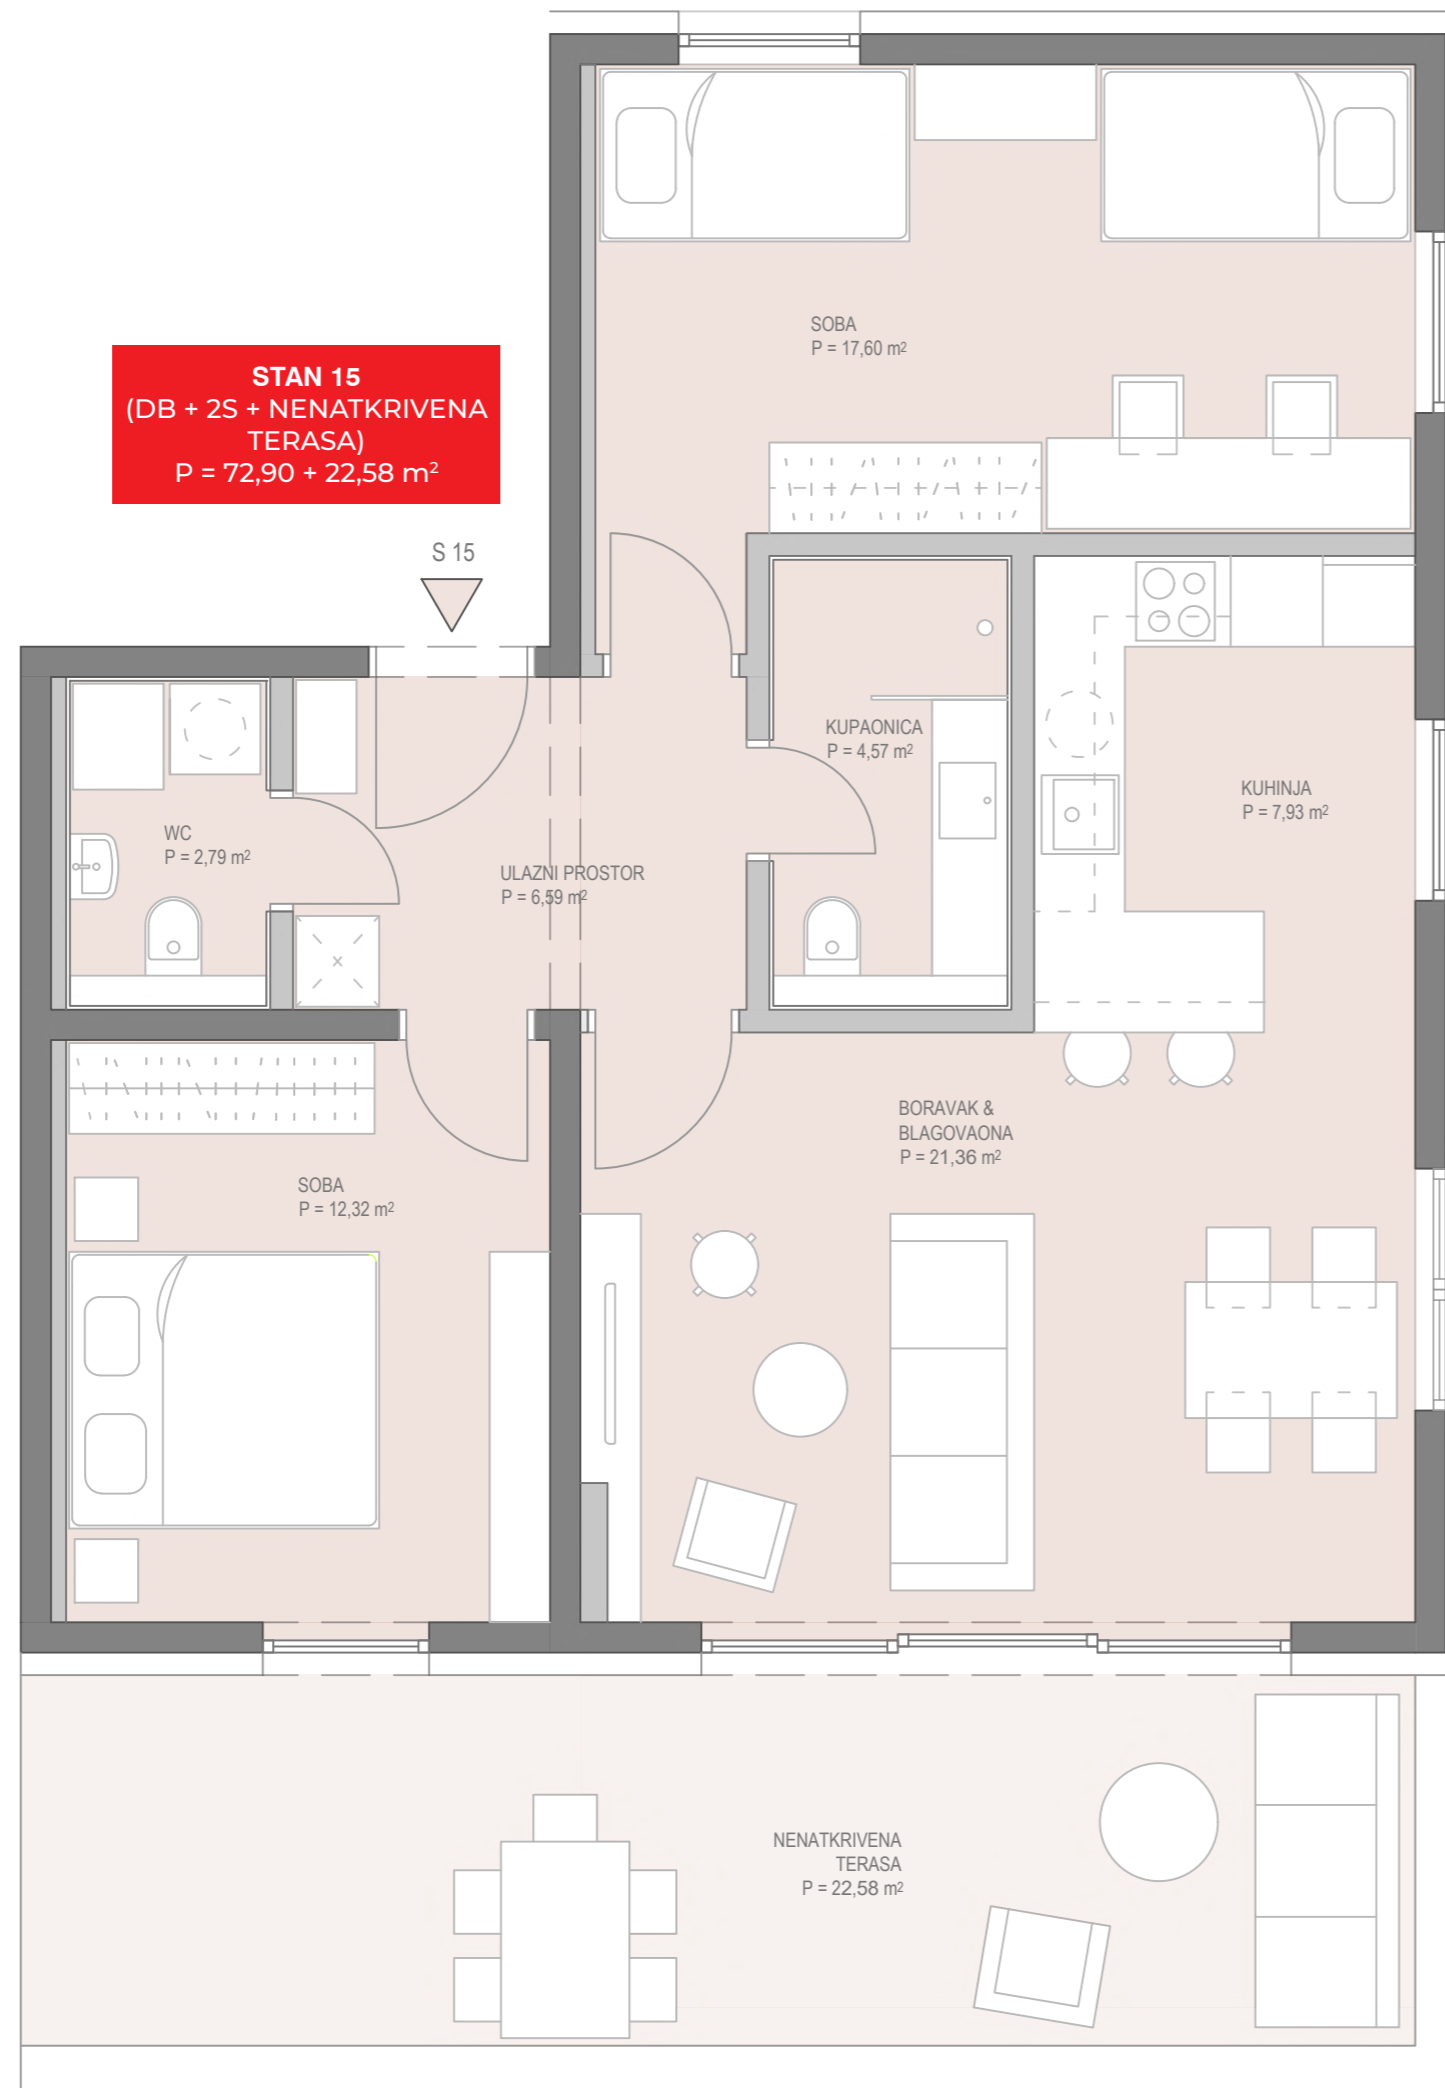 SOBA
P = 17,60 m²
STAN 15
(DB + 2S + NENATKRIVENA
TERASA)
P = 72,90 + 22,58 m²
S 15
KUPAONICA
P = 4,57 m²
KUHINJA
P = 7,93 m²
WC
P = 2,79 m²
ULAZNI PROSTOR
P = 6,59 m²
BORAVAK &
BLAGOVAONA
P = 21,36 m²
SOBA
P = 12,32 m²
NENATKRIVENA
TERASA
P = 22,58 m²